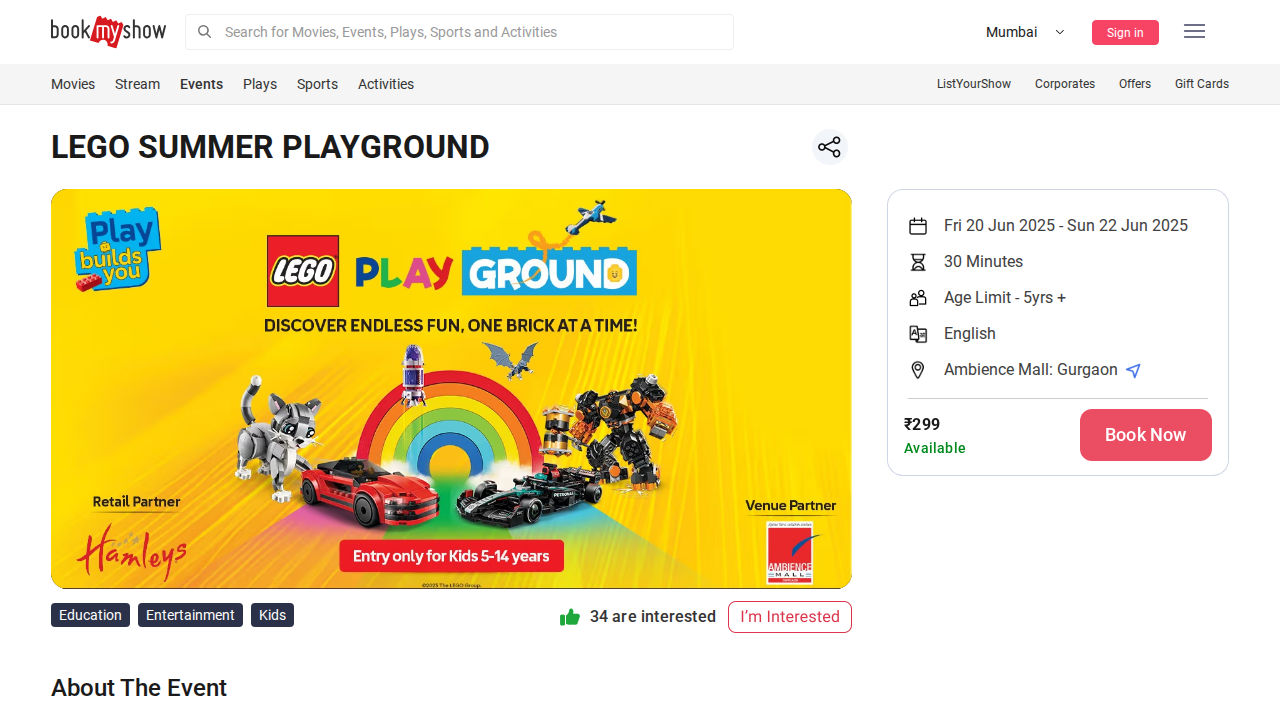 bookmyshow
Search for Movies, Events, Plays, Sports and Activities
Mumbai
Sign in
Movies
Stream
Events
Plays
Sports
Activities
ListYourShow
Corporates
Offers
Gift Cards
LEGO SUMMER PLAYGROUND
Play
builds
you
LEGO
PLAY
GROUND
DISCOVER ENDLESS FUN, ONE BRICK AT A TIME!
PETRONAS
Retail Partner
Hamleys
Venue Partner
AMBIENCE
MALL
Entry only for Kids 5-14 years
©2025 The LEGO Group.
Fri 20 Jun 2025 - Sun 22 Jun 2025
30 Minutes
Age Limit - 5yrs +
English
Ambience Mall: Gurgaon
₹299
Available
Book Now
Education
Entertainment
Kids
34 are interested
I'm Interested
About The Event